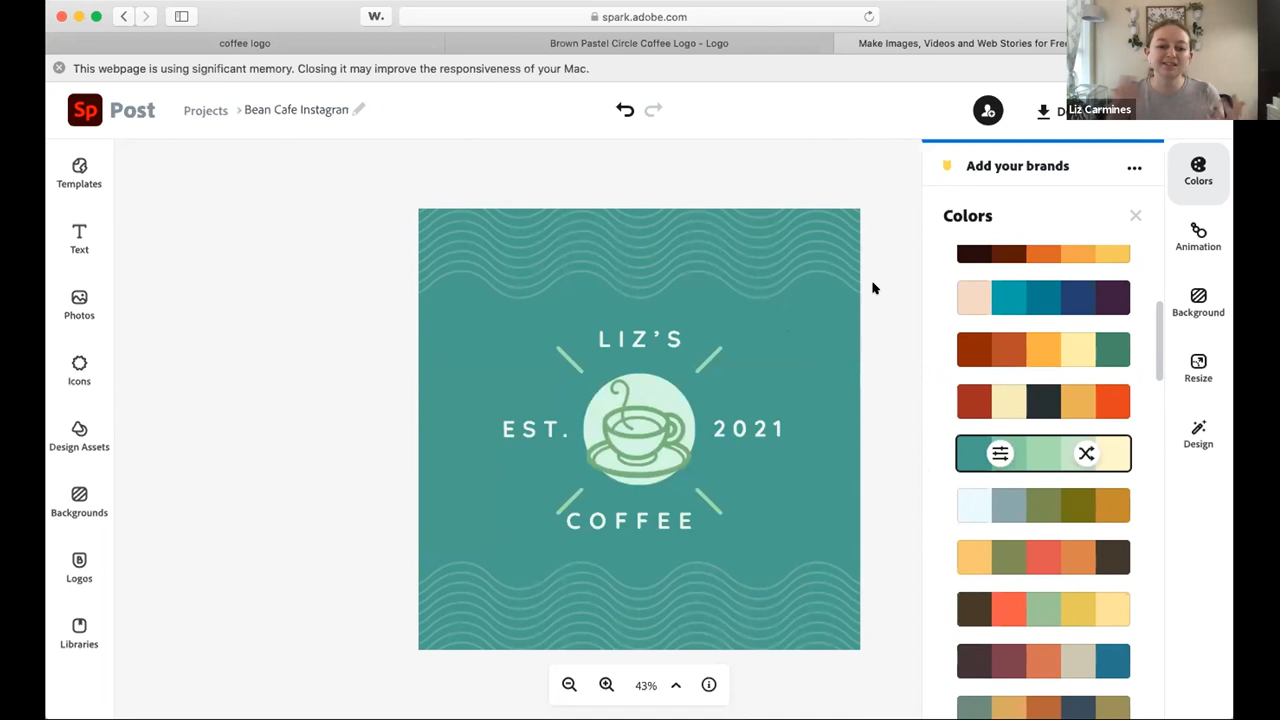 W.
spark.adobe.com
coffee logo
Brown Pastel Circle Coffee Logo - Logo
Make Images, Videos and Web Stories for Free
This webpage is using significant memory. Closing it may improve the responsiveness of your Mac.
Liz Carmines
Sp Post
Projects > Bean Cafe Instagran
D
Templates
Text
Photos
Icons
Design Assets
Backgrounds
Logos
Libraries
LIZ'S
EST. 2021
COFFEE
43%
Add your brands
Colors
Colors
Animation
Background
Resize
Design